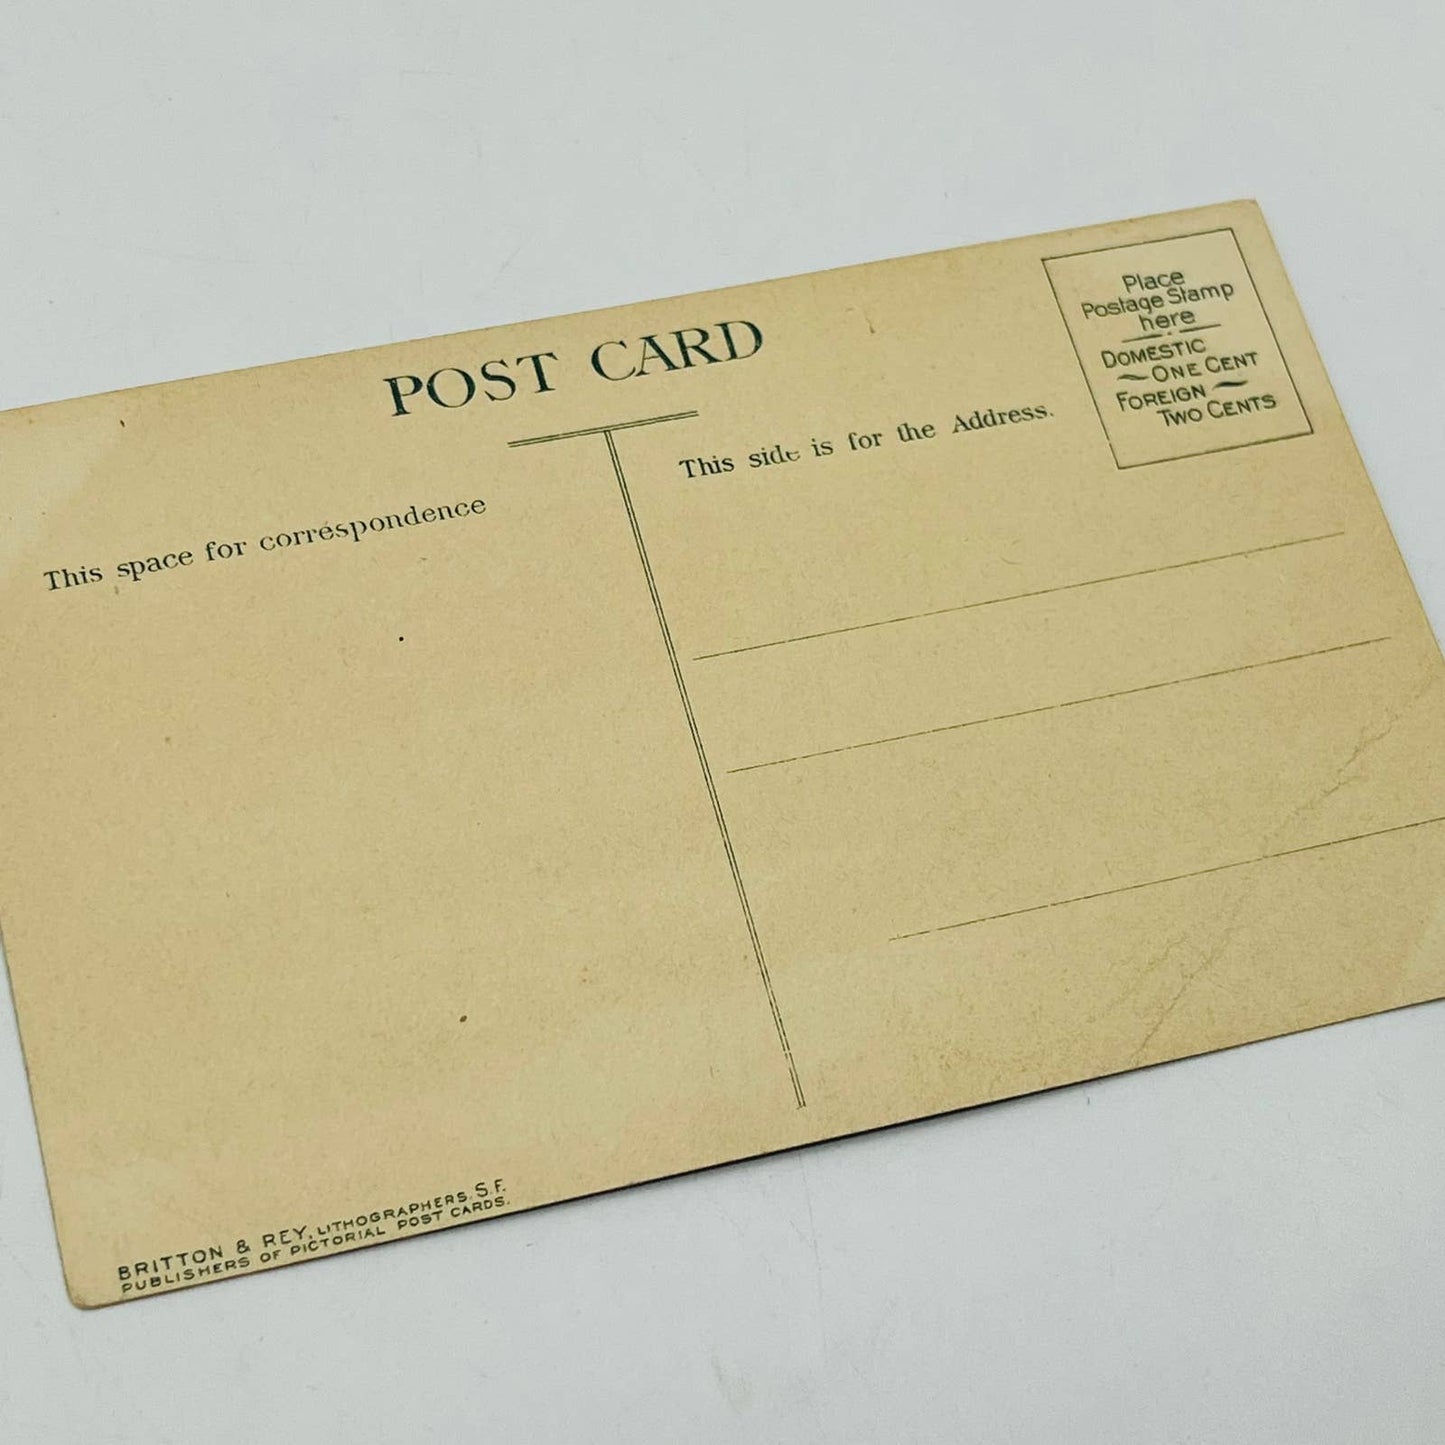 POST CARD
Place
Postage Stamp
here
DOMESTIC
ONE CENT
FOREIGN
TWO CENTS
This space for correspondence
This side is for the Address.
BRITTON & REY, LITHOGRAPHERS. S.F.
PUBLISHERS OF PICTORIAL POST CARDS.